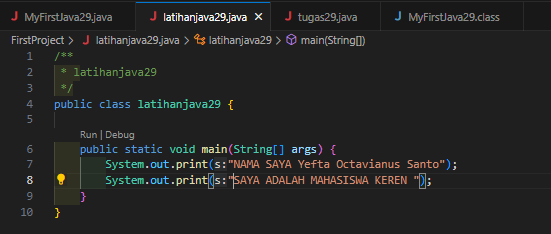 MyFirstJava29.java latihanjava29.java tugas29.java MyFirstJava29.class
FirstProject > latihanjava29.java > latihanjava29 > main(String[])
1 /**
2 * latihanjava29
3 */
4 public class latihanjava29 {
5
Run | Debug
6 public static void main(String[] args) {
7 System.out.print(s:"NAMA SAYA Yefta Octavianus Santo");
8 System.out.print(s:"SAYA ADALAH MAHASISWA KEREN ");
9 }
10 }